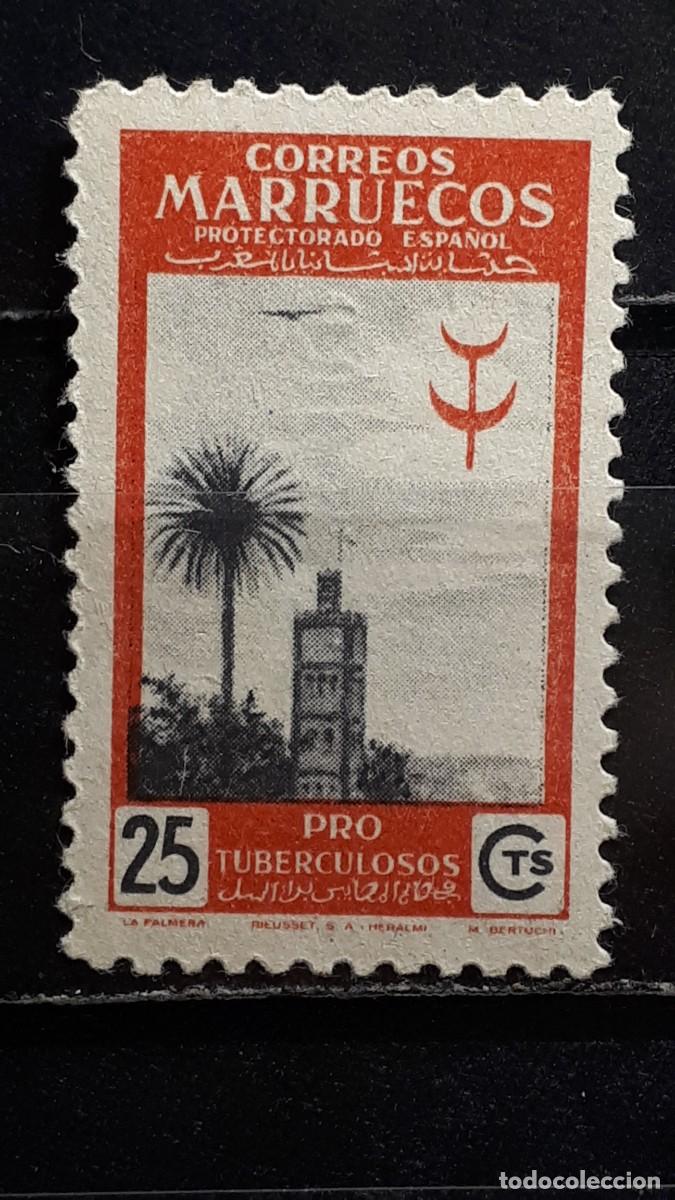 CORREOS
MARRUECOS
PROTECTORADO ESPAÑOL
PRO
TUBERCULOSOS
25 CTS
LA PALMERA RIEUSSET, S. A. HERALMI M. BERTUCHI
todocoleccion